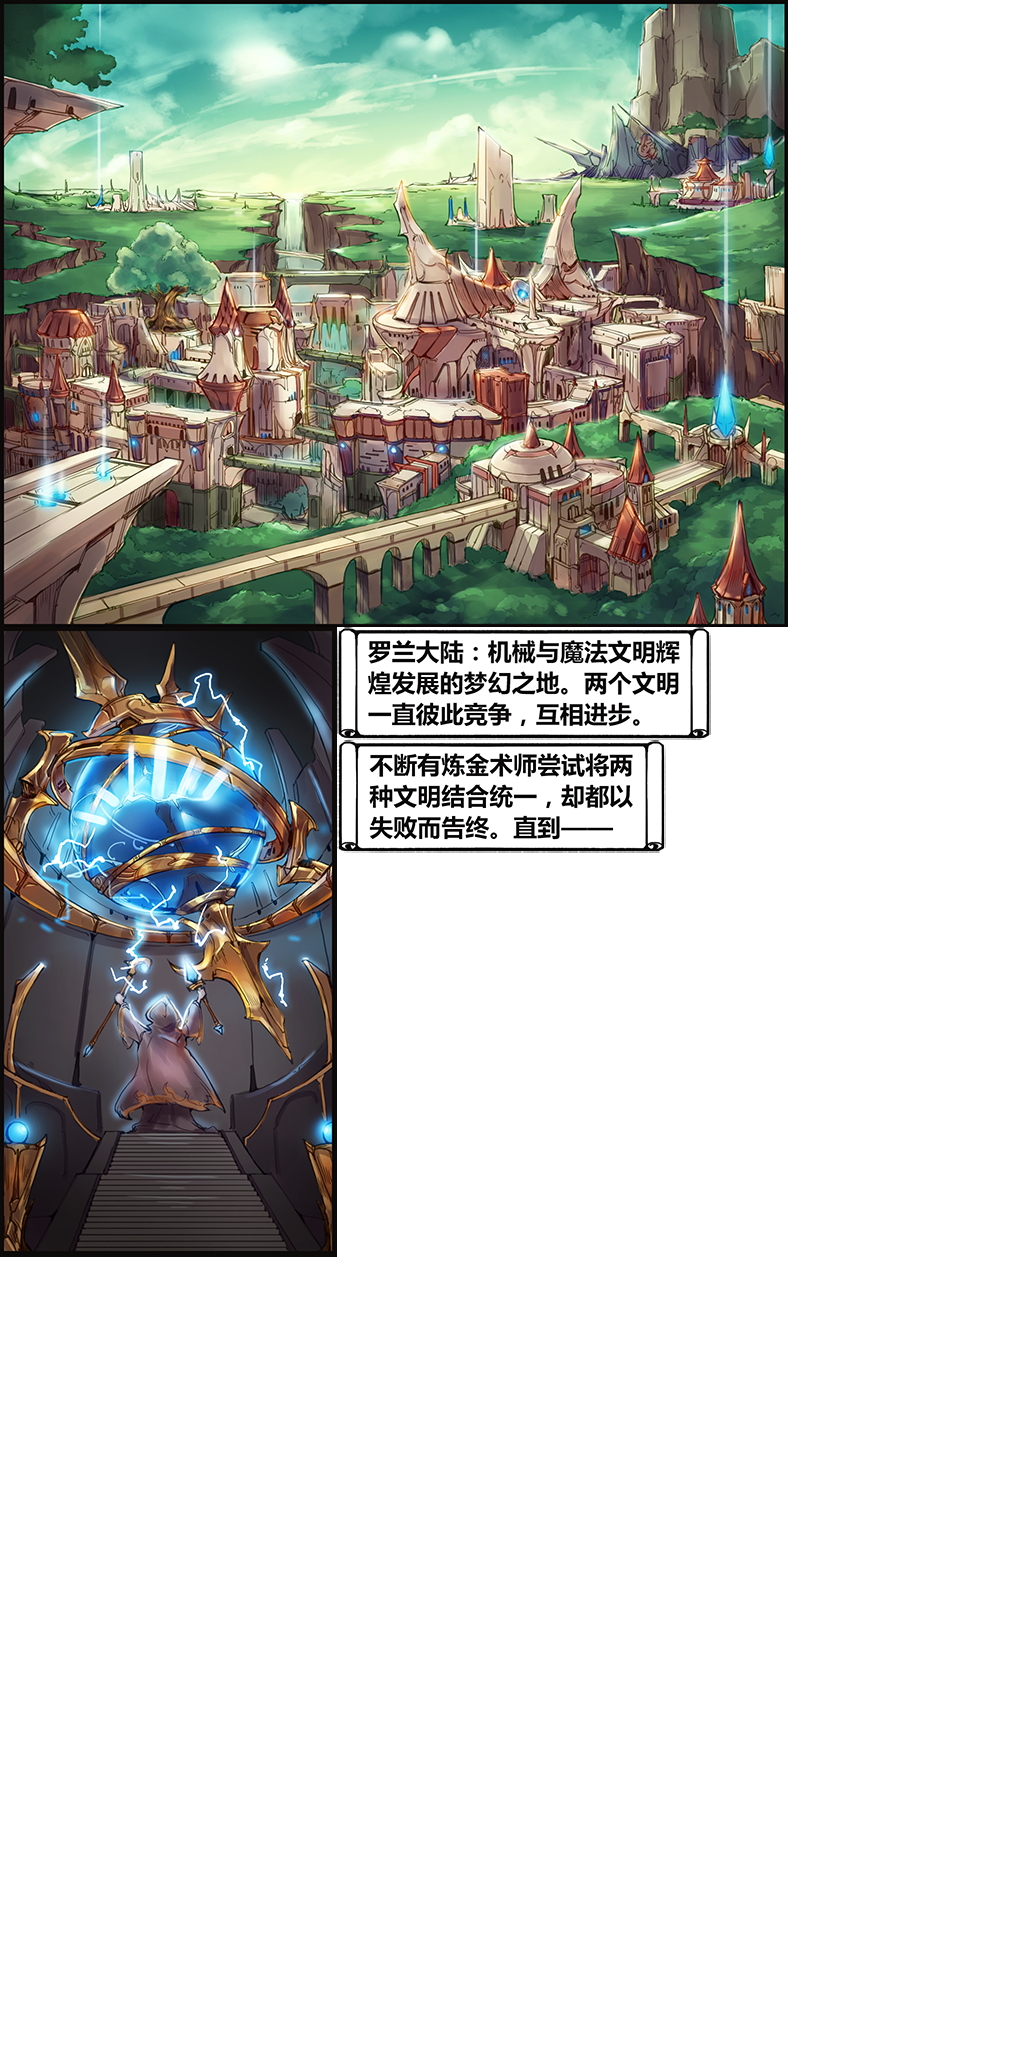 罗兰大陆：机械与魔法文明辉
煌发展的梦幻之地。两个文明
一直彼此竞争，互相进步。
不断有炼金术师尝试将两
种文明结合统一，却都以
失败而告终。直到——